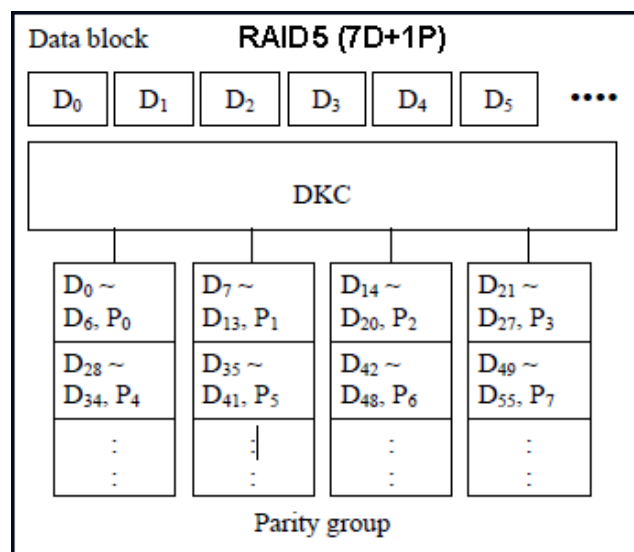 Data block RAID5 (7D+1P)
D₀ D₁ D₂ D₃ D₄ D₅ ••••
DKC
D₀ ~ D₇ ~ D₁₄ ~ D₂₁ ~
D₆, P₀ D₁₃, P₁ D₂₀, P₂ D₂₇, P₃
D₂₈ ~ D₃₅ ~ D₄₂ ~ D₄₉ ~
D₃₄, P₄ D₄₁, P₅ D₄₈, P₆ D₅₅, P₇
: : : :
: : : :
Parity group